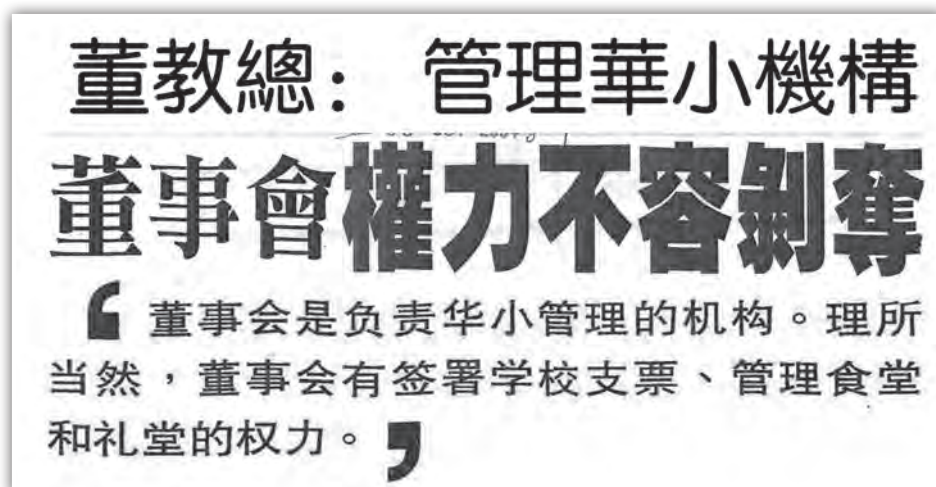 董教總： 管理華小機構
董事會權力不容剝奪
‘董事会是负责华小管理的机构。理所
当然，董事会有签署学校支票、管理食堂
和礼堂的权力。’